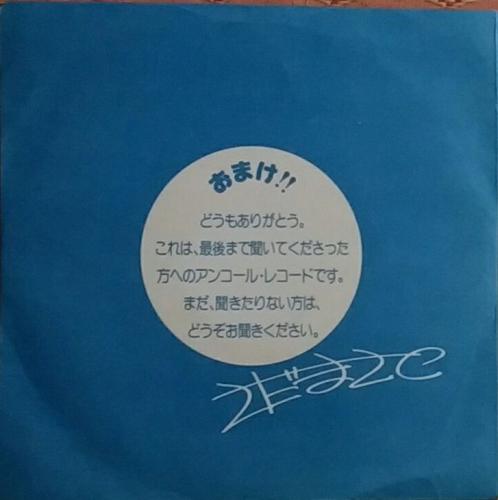 おまけ!!
どうもありがとう。
これは、最後まで聞いてくださった
方へのアンコール・レコードです。
まだ、聞きたりない方は、
どうぞお聞きください。